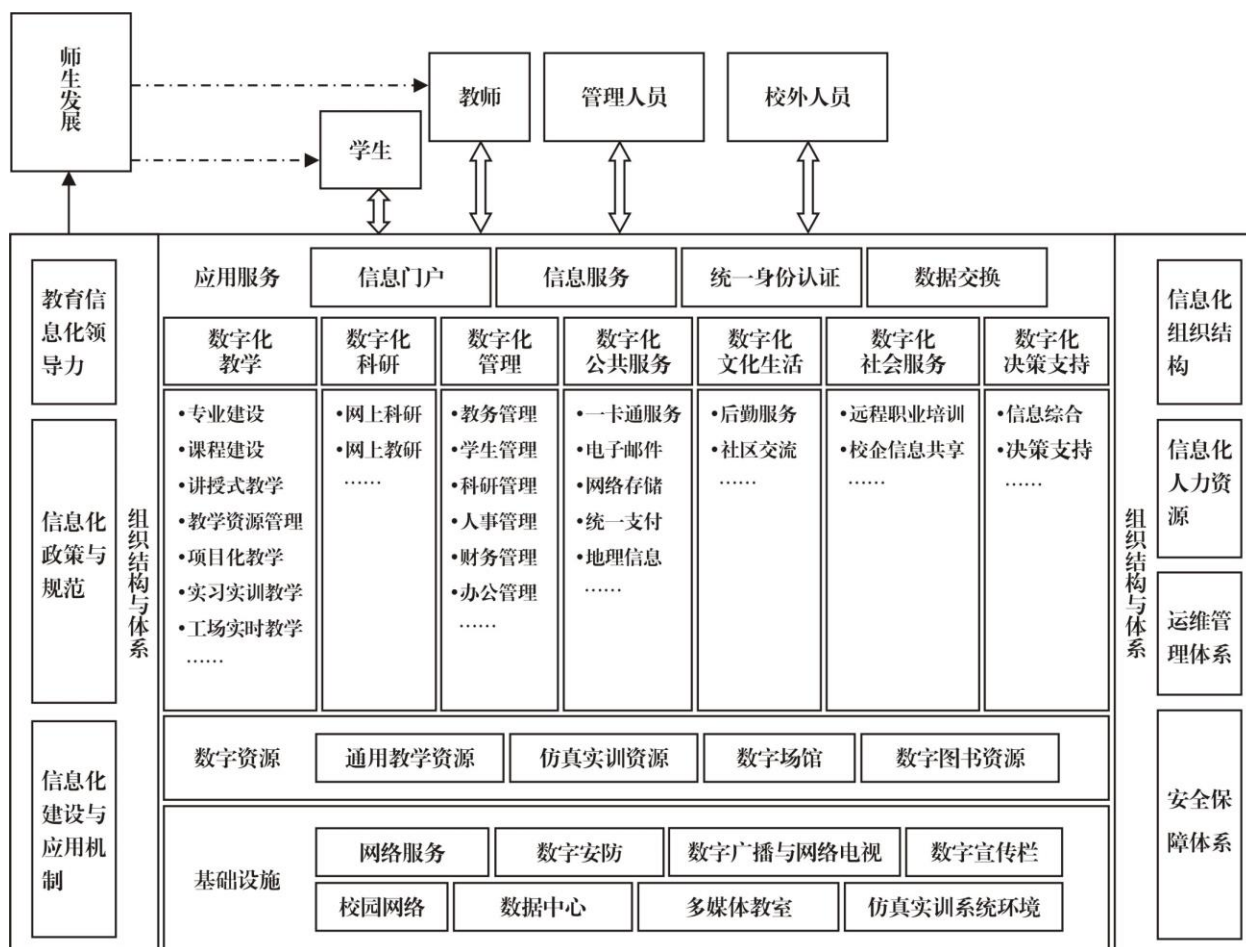 师
生
发
展
教师
管理人员
校外人员
学生
教育信
息化领
导力
信息化
政策与
规范
信息化
建设与
应用机
制
组织结构与体系
应用服务
信息门户
信息服务
统一身份认证
数据交换
数字化
教学
数字化
科研
数字化
管理
数字化
公共服务
数字化
文化生活
数字化
社会服务
数字化
决策支持
•专业建设
•课程建设
•讲授式教学
•教学资源管理
•项目化教学
•实习实训教学
•工场实时教学
……
•网上科研
•网上教研
……
•教务管理
•学生管理
•科研管理
•人事管理
•财务管理
•办公管理
……
•一卡通服务
•电子邮件
•网络存储
•统一支付
•地理信息
……
•后勤服务
•社区交流
……
•远程职业培训
•校企信息共享
……
•信息综合
•决策支持
……
数字资源
通用教学资源
仿真实训资源
数字场馆
数字图书资源
基础设施
网络服务
数字安防
数字广播与网络电视
数字宣传栏
校园网络
数据中心
多媒体教室
仿真实训系统环境
组织结构与体系
信息化
组织结
构
信息化
人力资
源
运维管
理体系
安全保
障体系